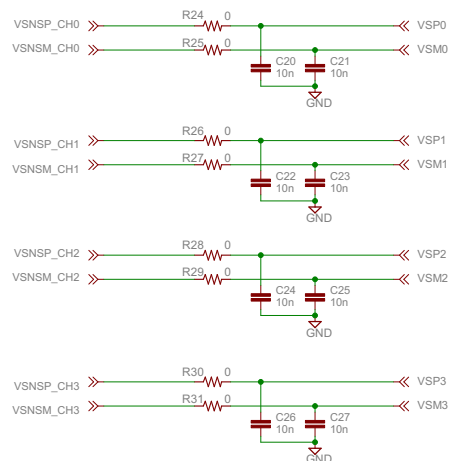 R24 0
VSNSP_CH0 VSP0
R25 0
VSNSM_CH0 VSM0
C20 C21
10n 10n
GND
R26 0
VSNSP_CH1 VSP1
R27 0
VSNSM_CH1 VSM1
C22 C23
10n 10n
GND
R28 0
VSNSP_CH2 VSP2
R29 0
VSNSM_CH2 VSM2
C24 C25
10n 10n
GND
R30 0
VSNSP_CH3 VSP3
R31 0
VSNSM_CH3 VSM3
C26 C27
10n 10n
GND